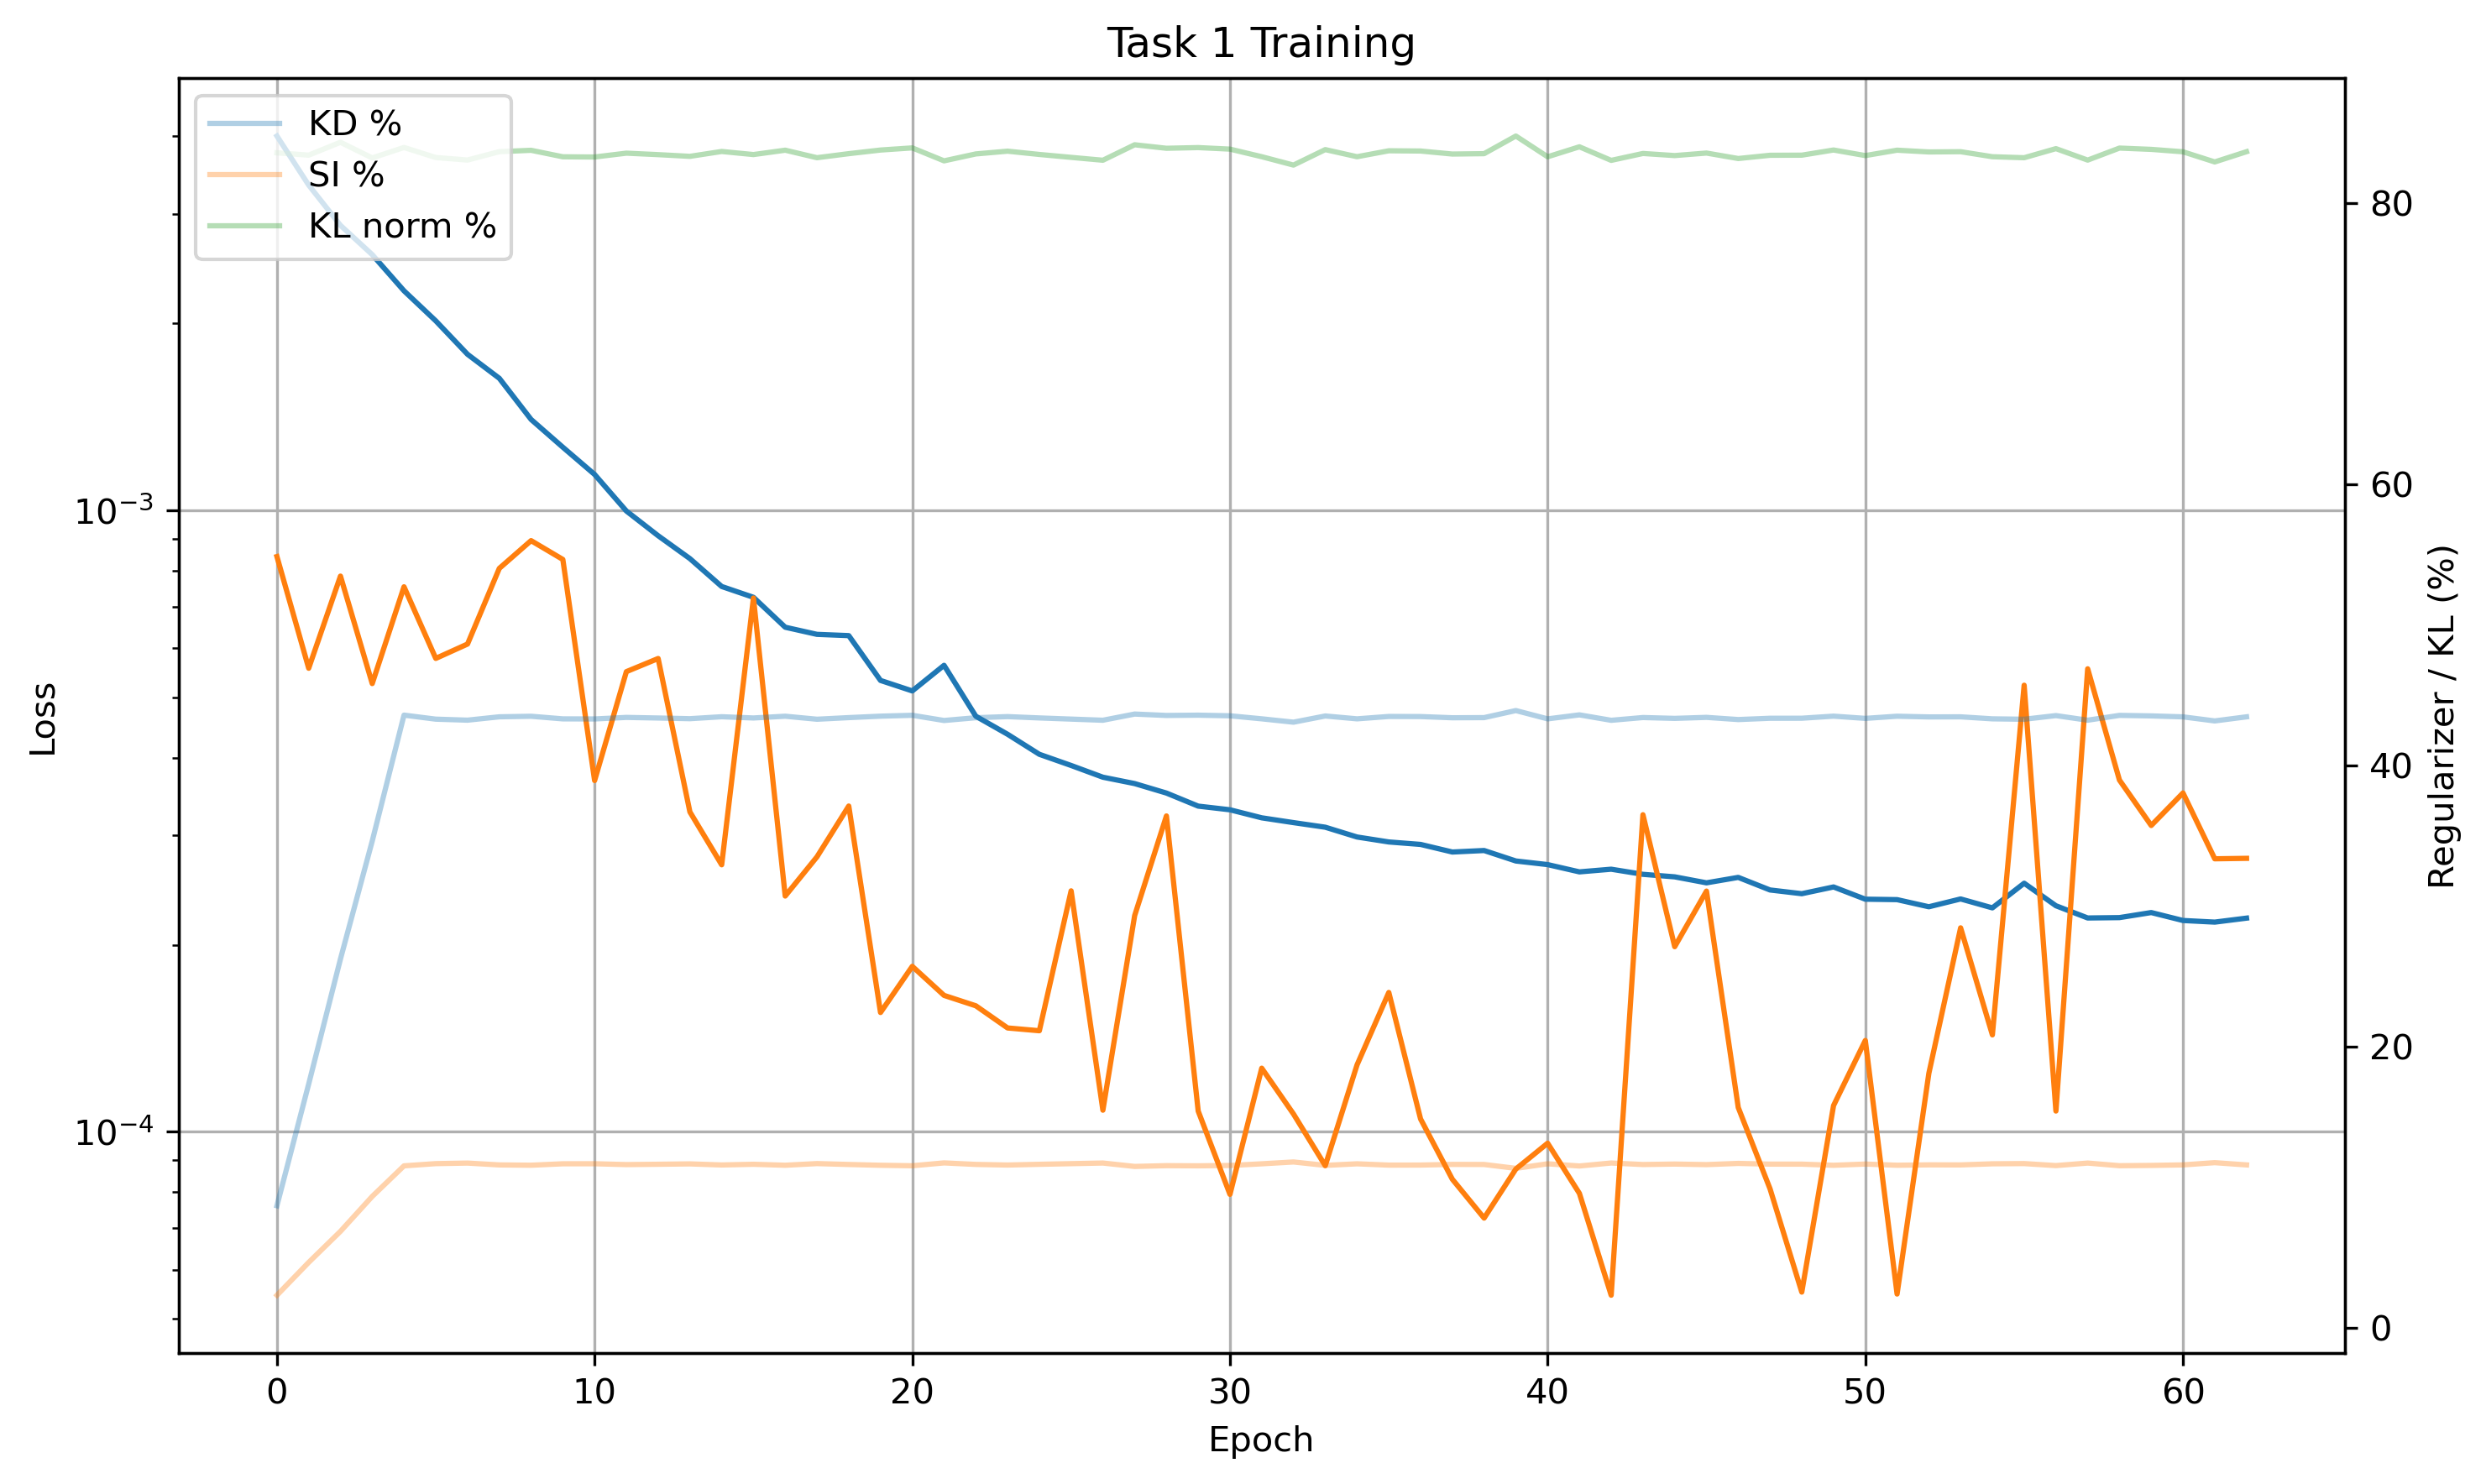 Task 1 Training
KD %
SI %
KL norm %
10⁻³
10⁻⁴
Loss
80
60
40
20
0
Regularizer / KL (%)
0 10 20 30 40 50 60
Epoch